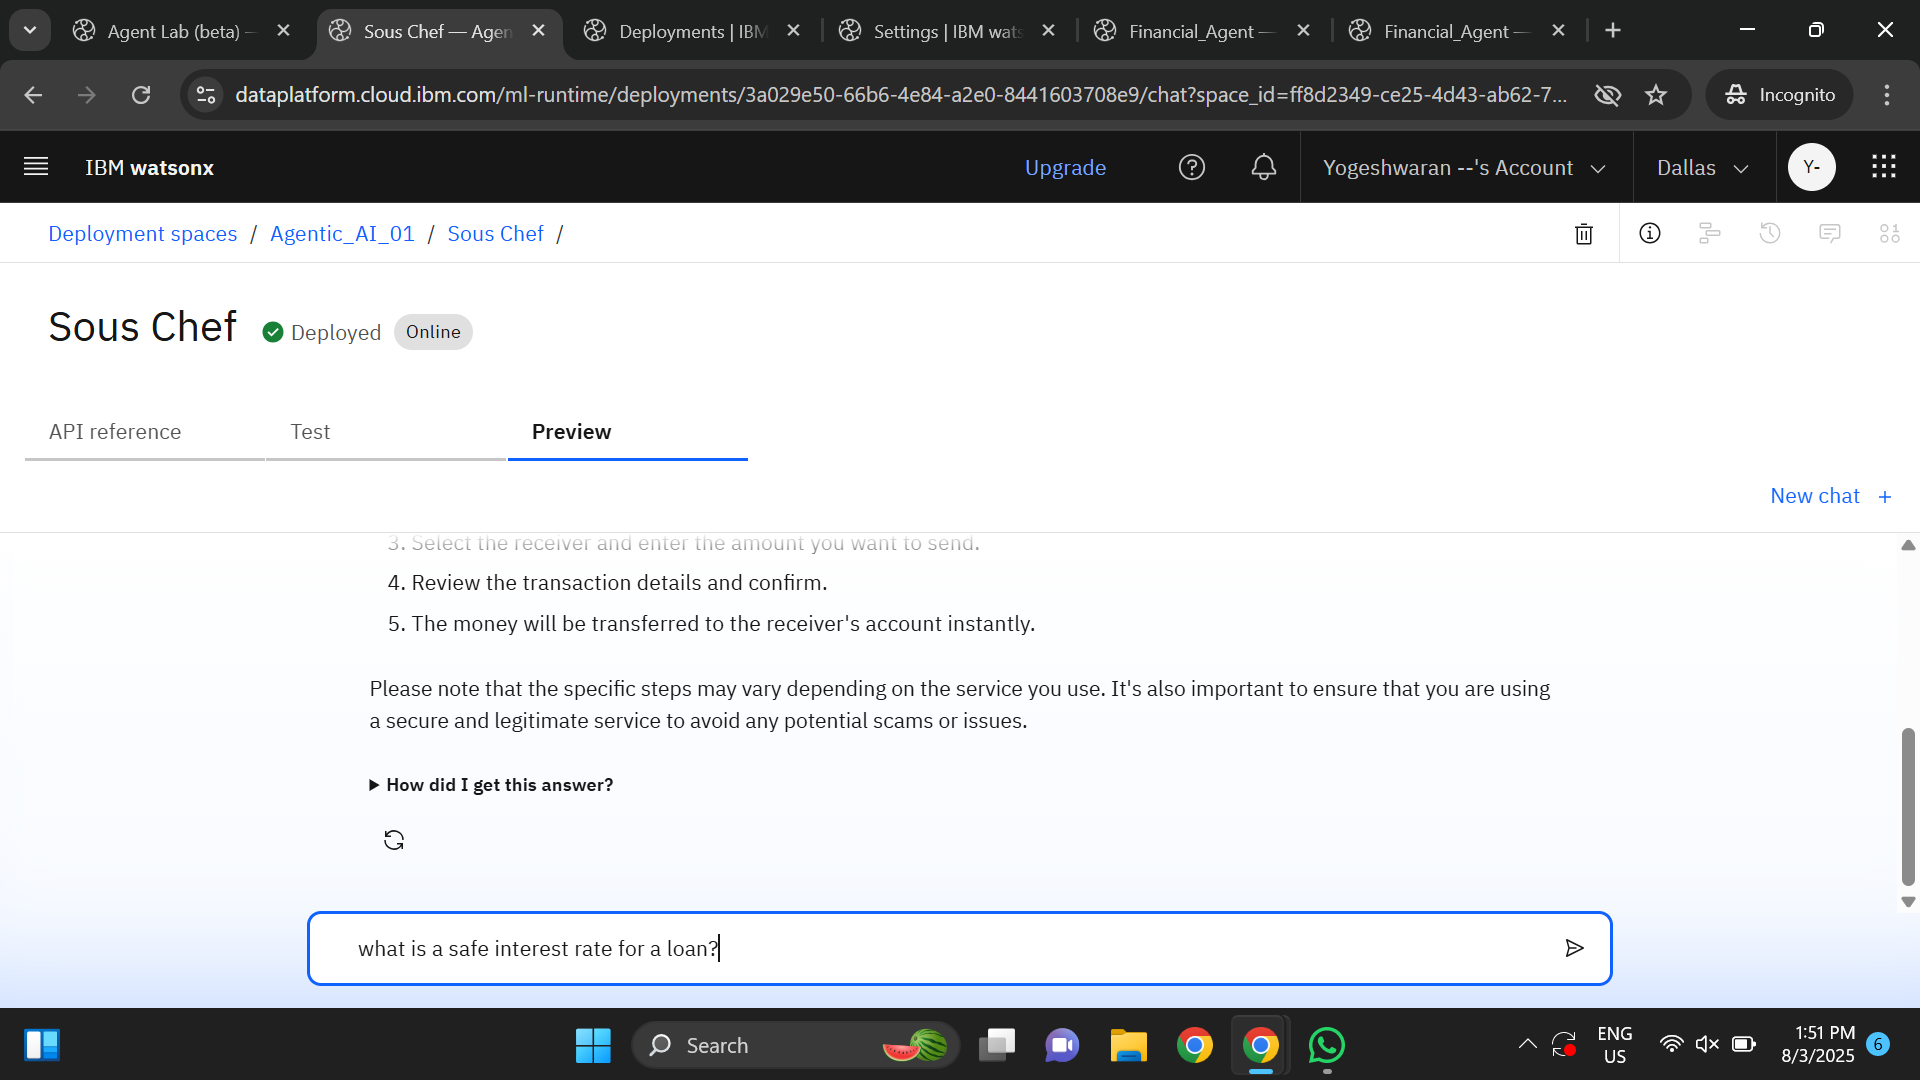 Agent Lab (beta) —
Sous Chef — Agen
Deployments | IBM
Settings | IBM wats
Financial_Agent —
Financial_Agent —
dataplatform.cloud.ibm.com/ml-runtime/deployments/3a029e50-66b6-4e84-a2e0-8441603708e9/chat?space_id=ff8d2349-ce25-4d43-ab62-7...
Incognito
IBM watsonx
Upgrade
Yogeshwaran --'s Account
Dallas
Y-
Deployment spaces / Agentic_AI_01 / Sous Chef /
Sous Chef
Deployed
Online
API reference
Test
Preview
New chat +
3. Select the receiver and enter the amount you want to send.
4. Review the transaction details and confirm.
5. The money will be transferred to the receiver's account instantly.
Please note that the specific steps may vary depending on the service you use. It's also important to ensure that you are using
a secure and legitimate service to avoid any potential scams or issues.
How did I get this answer?
what is a safe interest rate for a loan?
Search
ENG
US
1:51 PM
8/3/2025
6